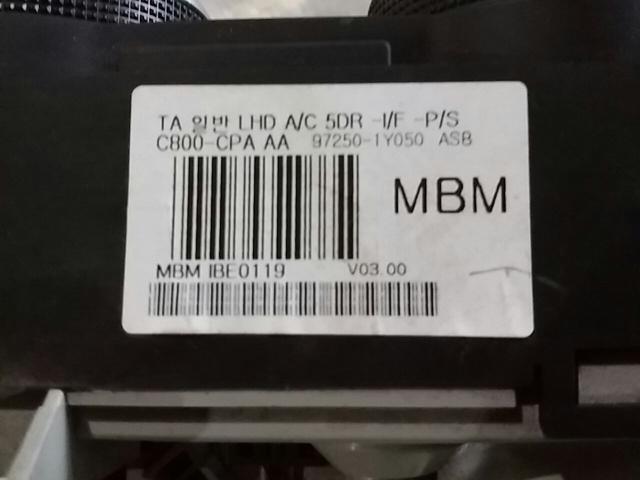 TA 일반 LHD A/C 5DR -I/F -P/S
C800-CPA AA 97250-1Y050 ASB
MBM
MBM IBE0119 V03.00